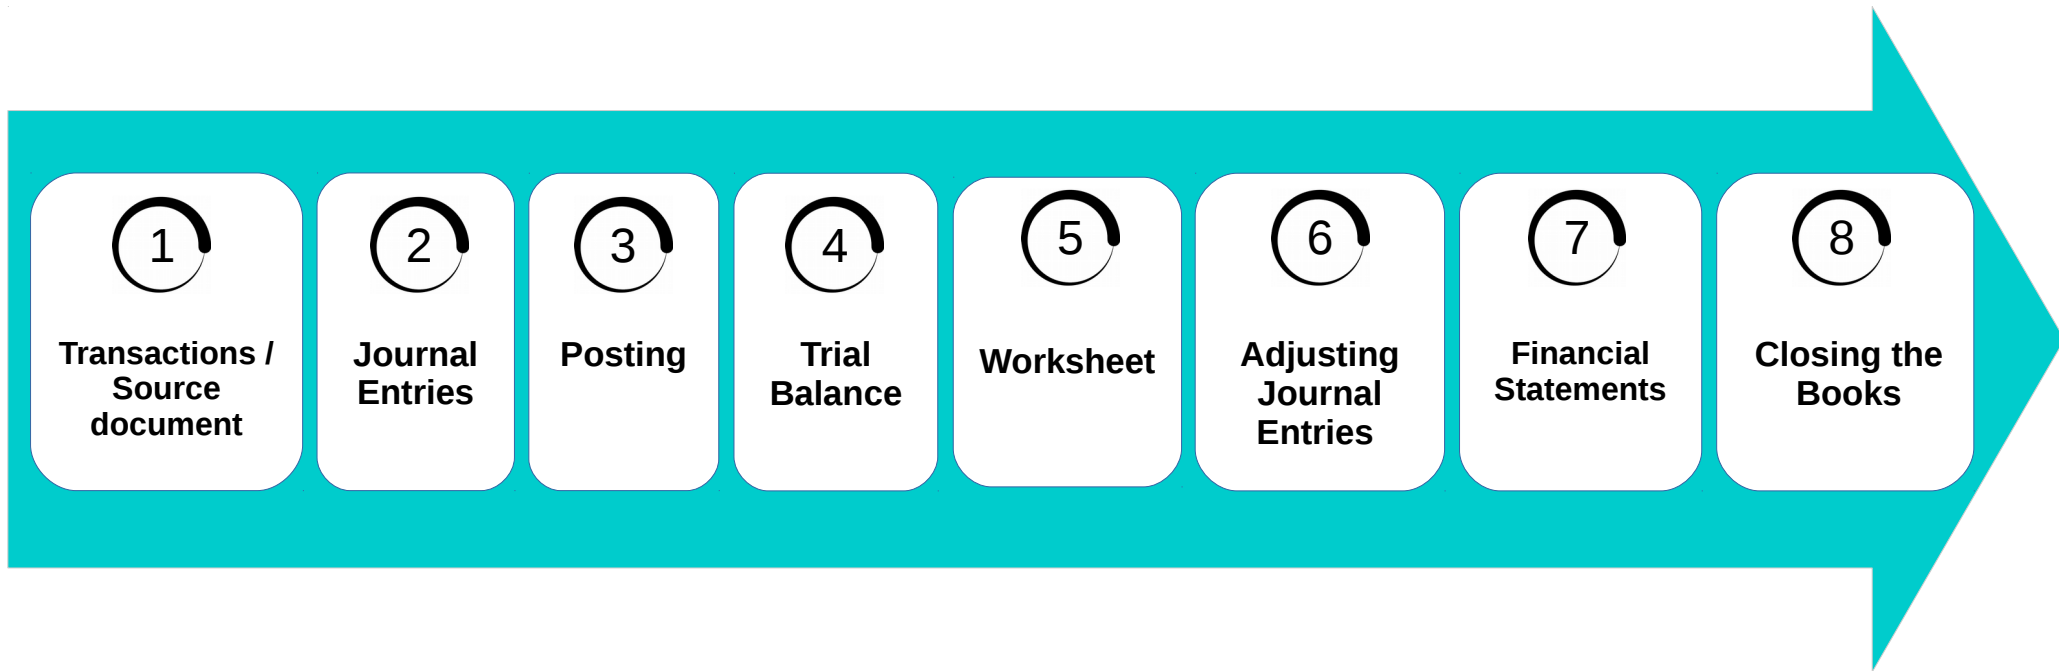 1
Transactions /
Source
document
2
Journal
Entries
3
Posting
4
Trial
Balance
5
Worksheet
6
Adjusting
Journal
Entries
7
Financial
Statements
8
Closing the
Books